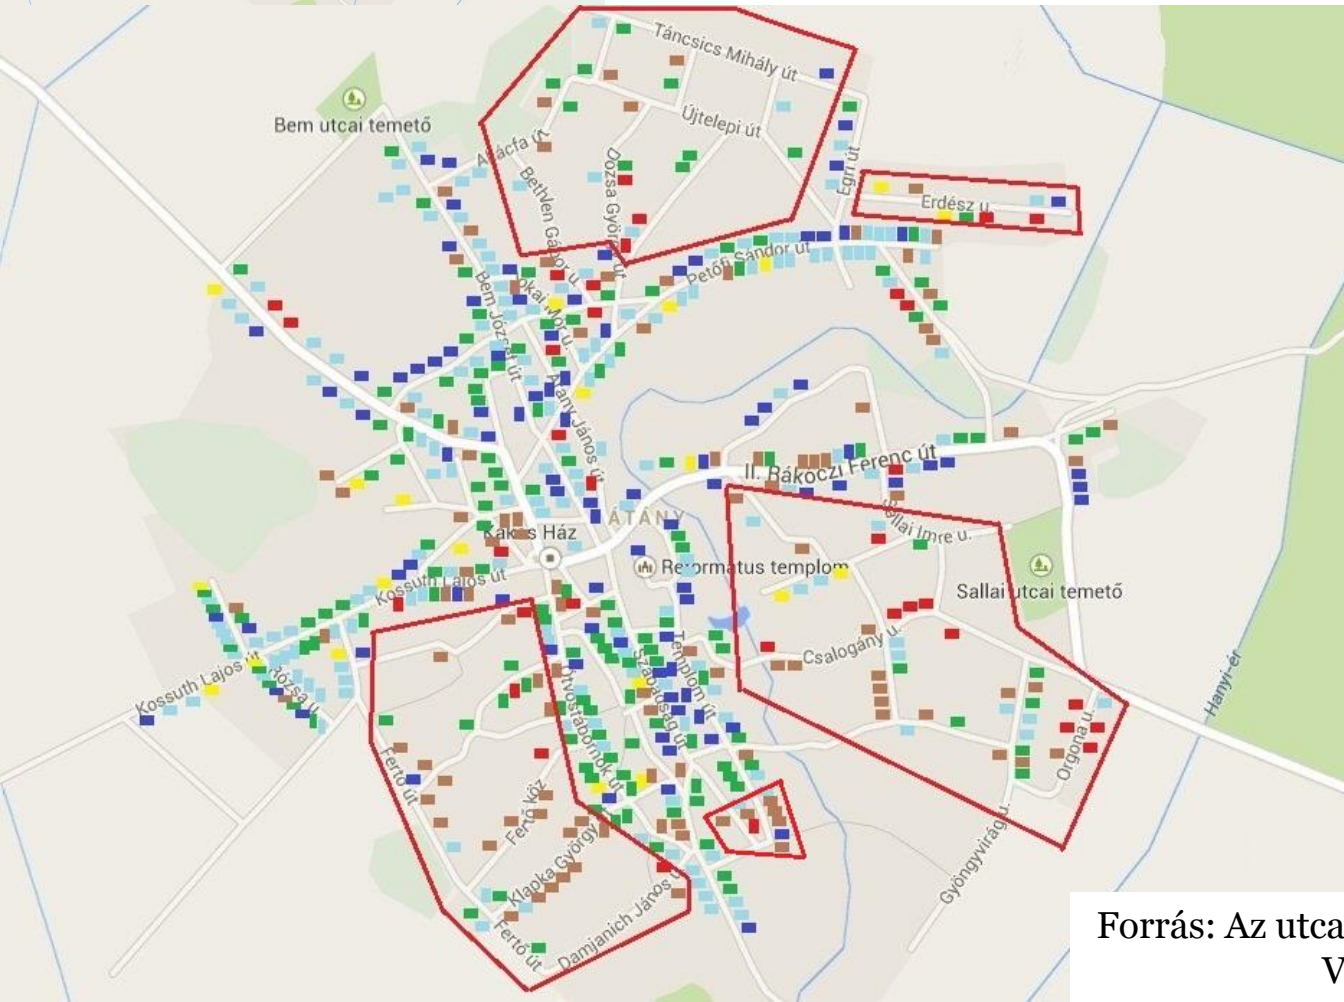 Táncsics Mihály út
Bem utcai temető
Újtelepi út
Akácfa út
Egri út
Dózsa György út
Bethlen Gábor u.
Erdész u.
Petőfi Sándor út
Jókai Mór u.
Bem József út
Arany János út
II. Rákóczi Ferenc út
ÁTÁNY
Kakas Ház
Sallai Imre u.
Református templom
Sallai utcai temető
Kossuth Lajos út
Csalogány u.
Templom út
Szabadság út
Kossuth Lajos út
Rózsa u.
Ötvöstábornok út
Hanyi-ér
Orgona u.
Fertő út
Fertő köz
Klapka György
Gyöngyvirág u.
Damjanich János u.
Fertő út
Forrás: Az utca
V